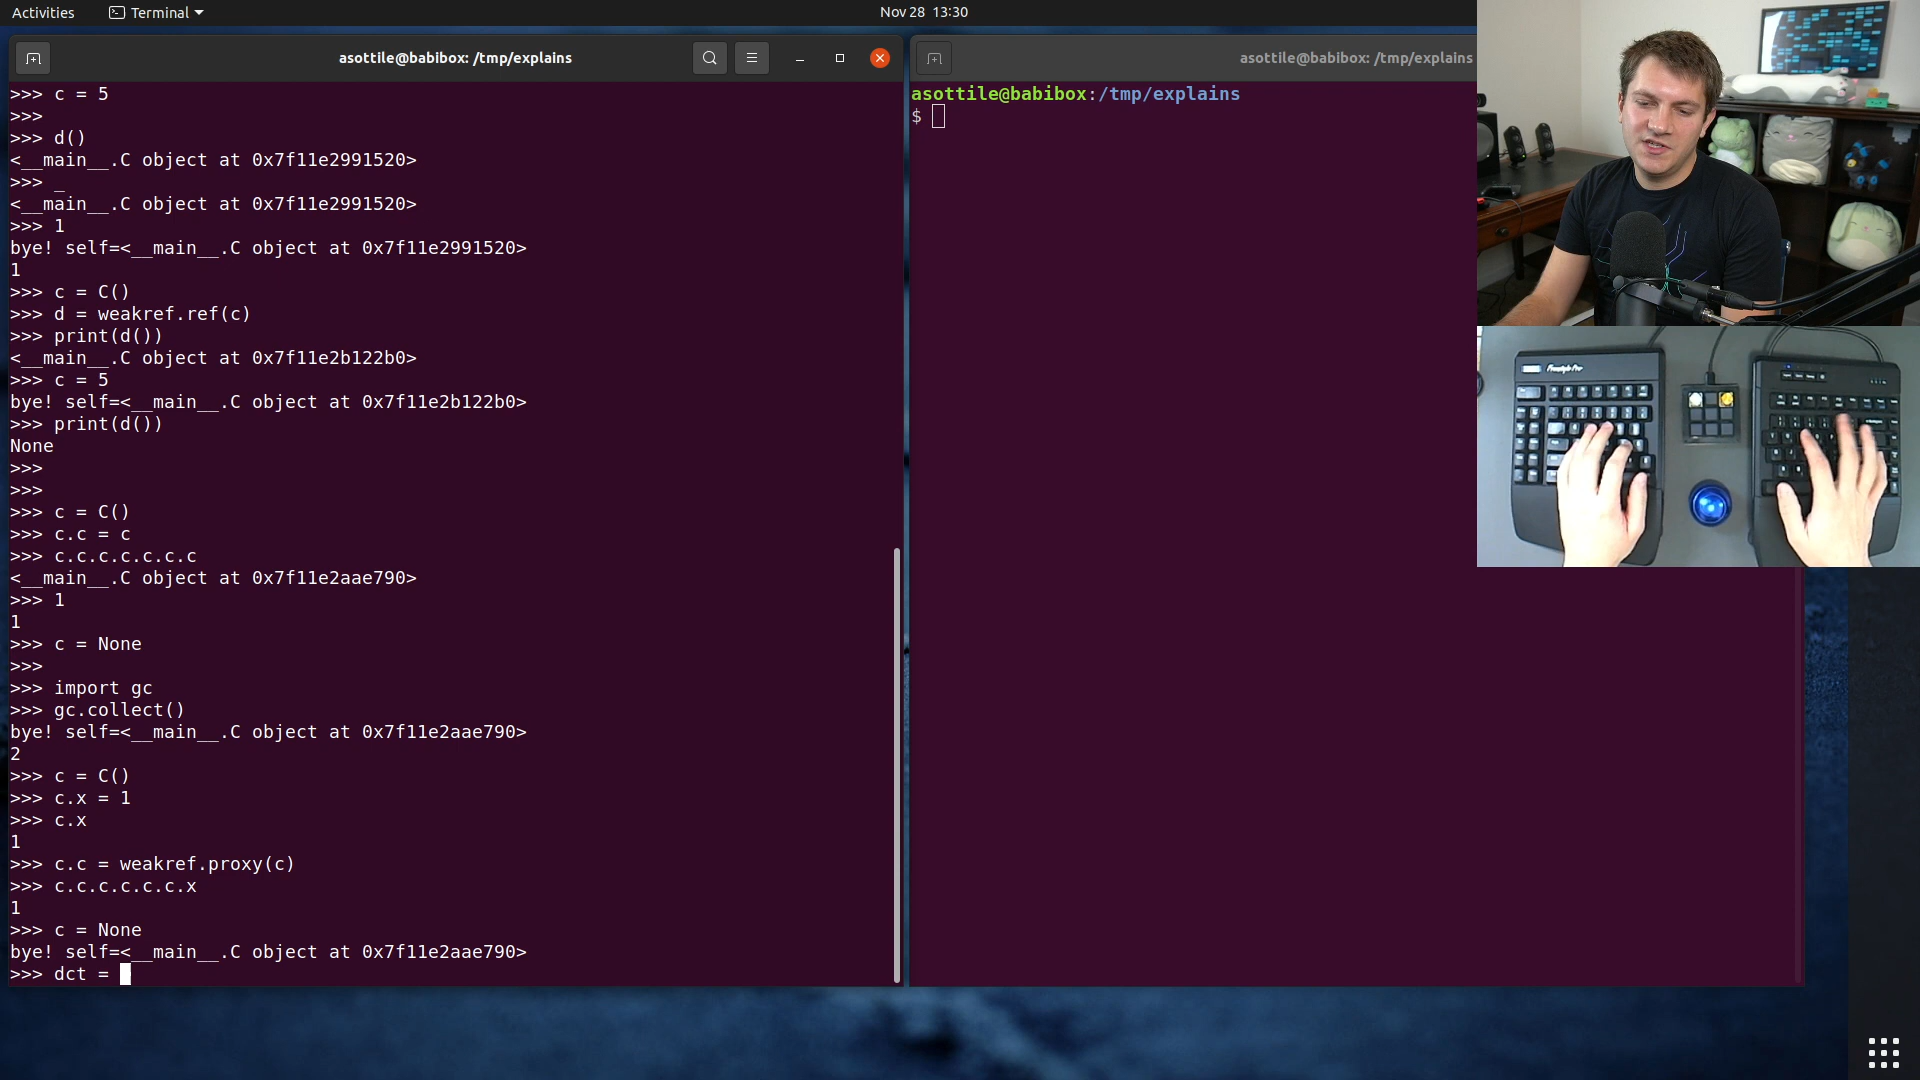 Activities
Terminal
Nov 28 13:30
asottile@babibox: /tmp/explains
>>> c = 5
>>>
>>> d()
<__main__.C object at 0x7f11e2991520>
>>> _
<__main__.C object at 0x7f11e2991520>
>>> 1
bye! self=<__main__.C object at 0x7f11e2991520>
1
>>> c = C()
>>> d = weakref.ref(c)
>>> print(d())
<__main__.C object at 0x7f11e2b122b0>
>>> c = 5
bye! self=<__main__.C object at 0x7f11e2b122b0>
>>> print(d())
None
>>>
>>>
>>> c = C()
>>> c.c = c
>>> c.c.c.c.c.c.c
<__main__.C object at 0x7f11e2aae790>
>>> 1
1
>>> c = None
>>>
>>> import gc
>>> gc.collect()
bye! self=<__main__.C object at 0x7f11e2aae790>
2
>>> c = C()
>>> c.x = 1
>>> c.x
1
>>> c.c = weakref.proxy(c)
>>> c.c.c.c.c.c.x
1
>>> c = None
bye! self=<__main__.C object at 0x7f11e2aae790>
>>> dct =
asottile@babibox: /tmp/explains
asottile@babibox:/tmp/explains
$
Freestyle Pro